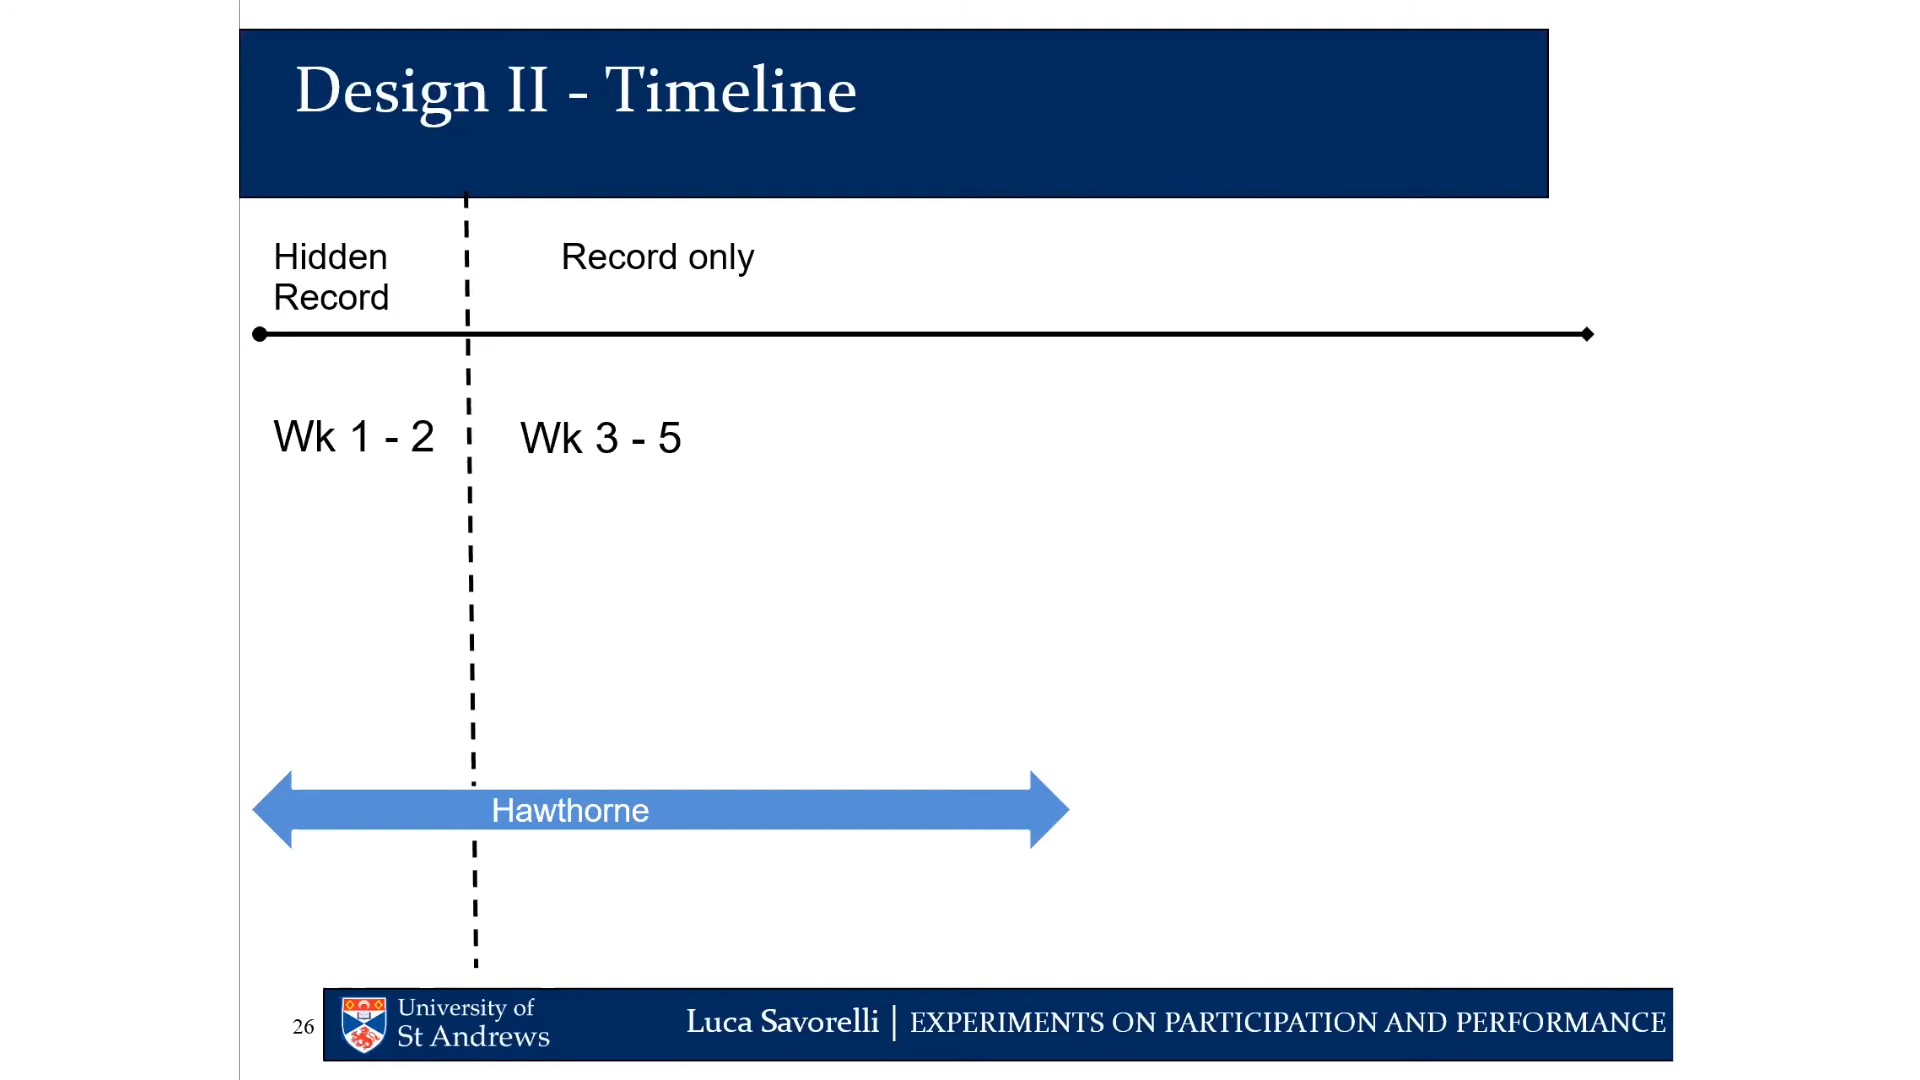 Design II - Timeline
Hidden
Record
Record only
Wk 1 - 2
Wk 3 - 5
Hawthorne
26
University of
St Andrews
Luca Savorelli | EXPERIMENTS ON PARTICIPATION AND PERFORMANCE